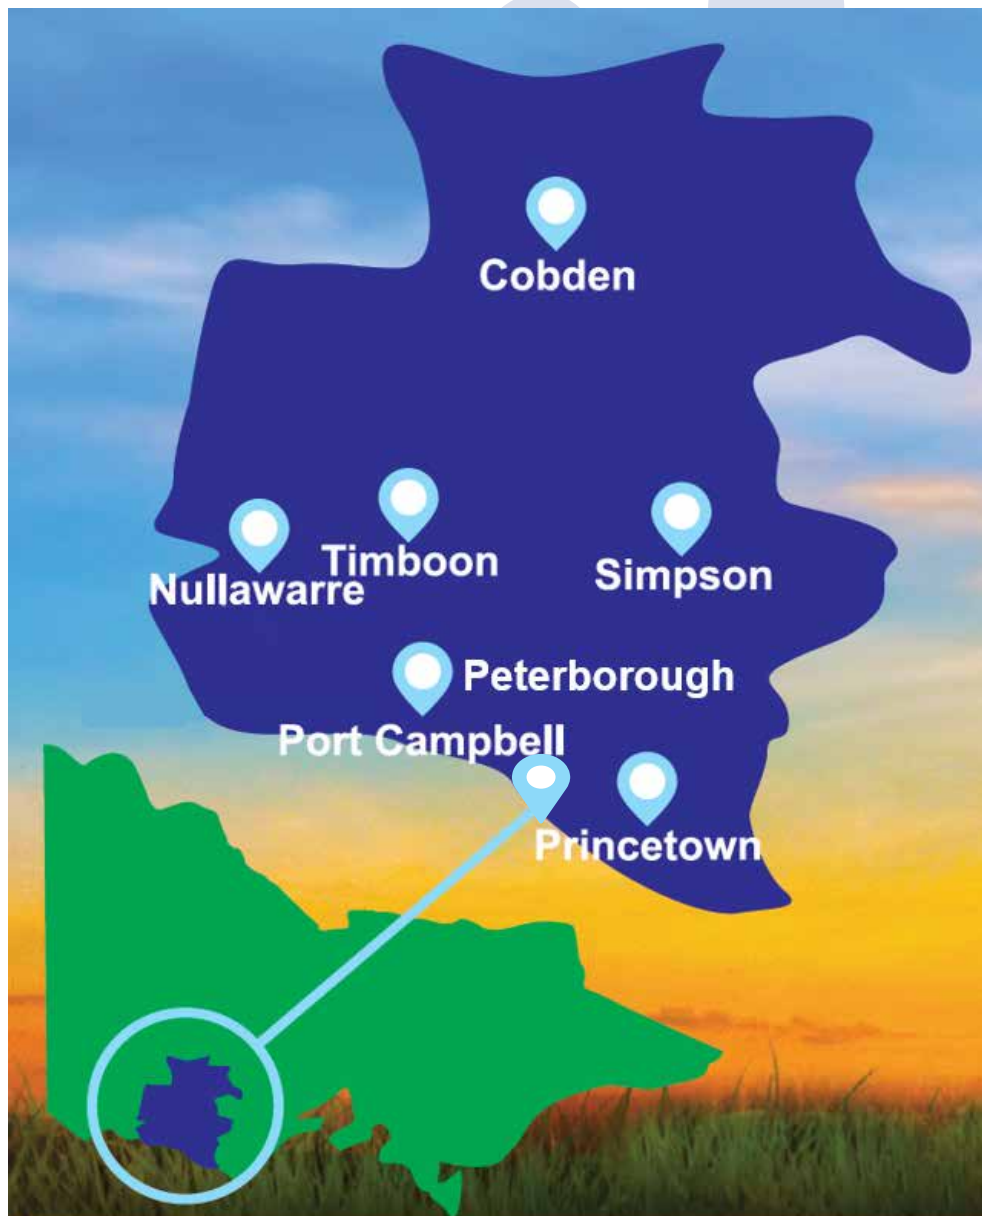 Cobden
Timboon
Nullawarre
Simpson
Peterborough
Port Campbell
Princetown